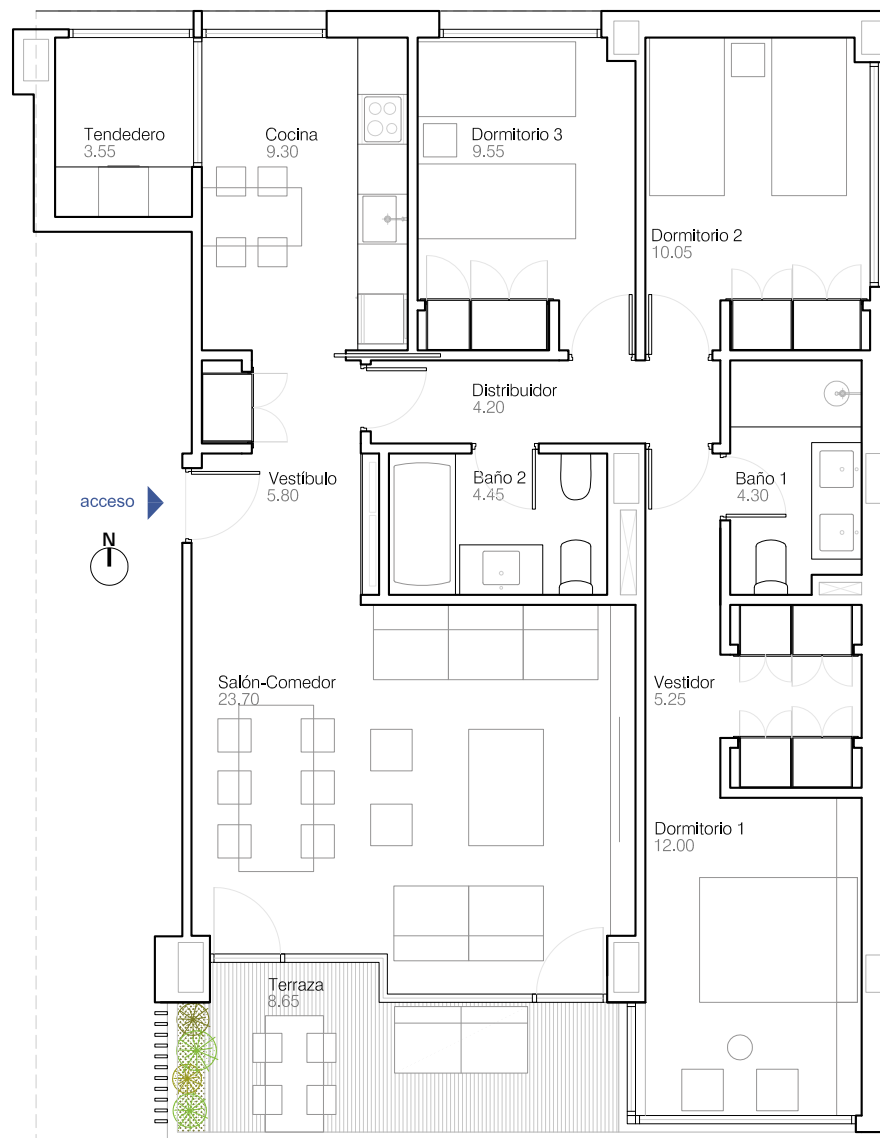 Tendedero
3.55
Cocina
9.30
Dormitorio 3
9.55
Dormitorio 2
10.05
Distribuidor
4.20
Vestíbulo
5.80
Baño 2
4.45
Baño 1
4.30
acceso
N
Salón-Comedor
23.70
Vestidor
5.25
Dormitorio 1
12.00
Terraza
8.65